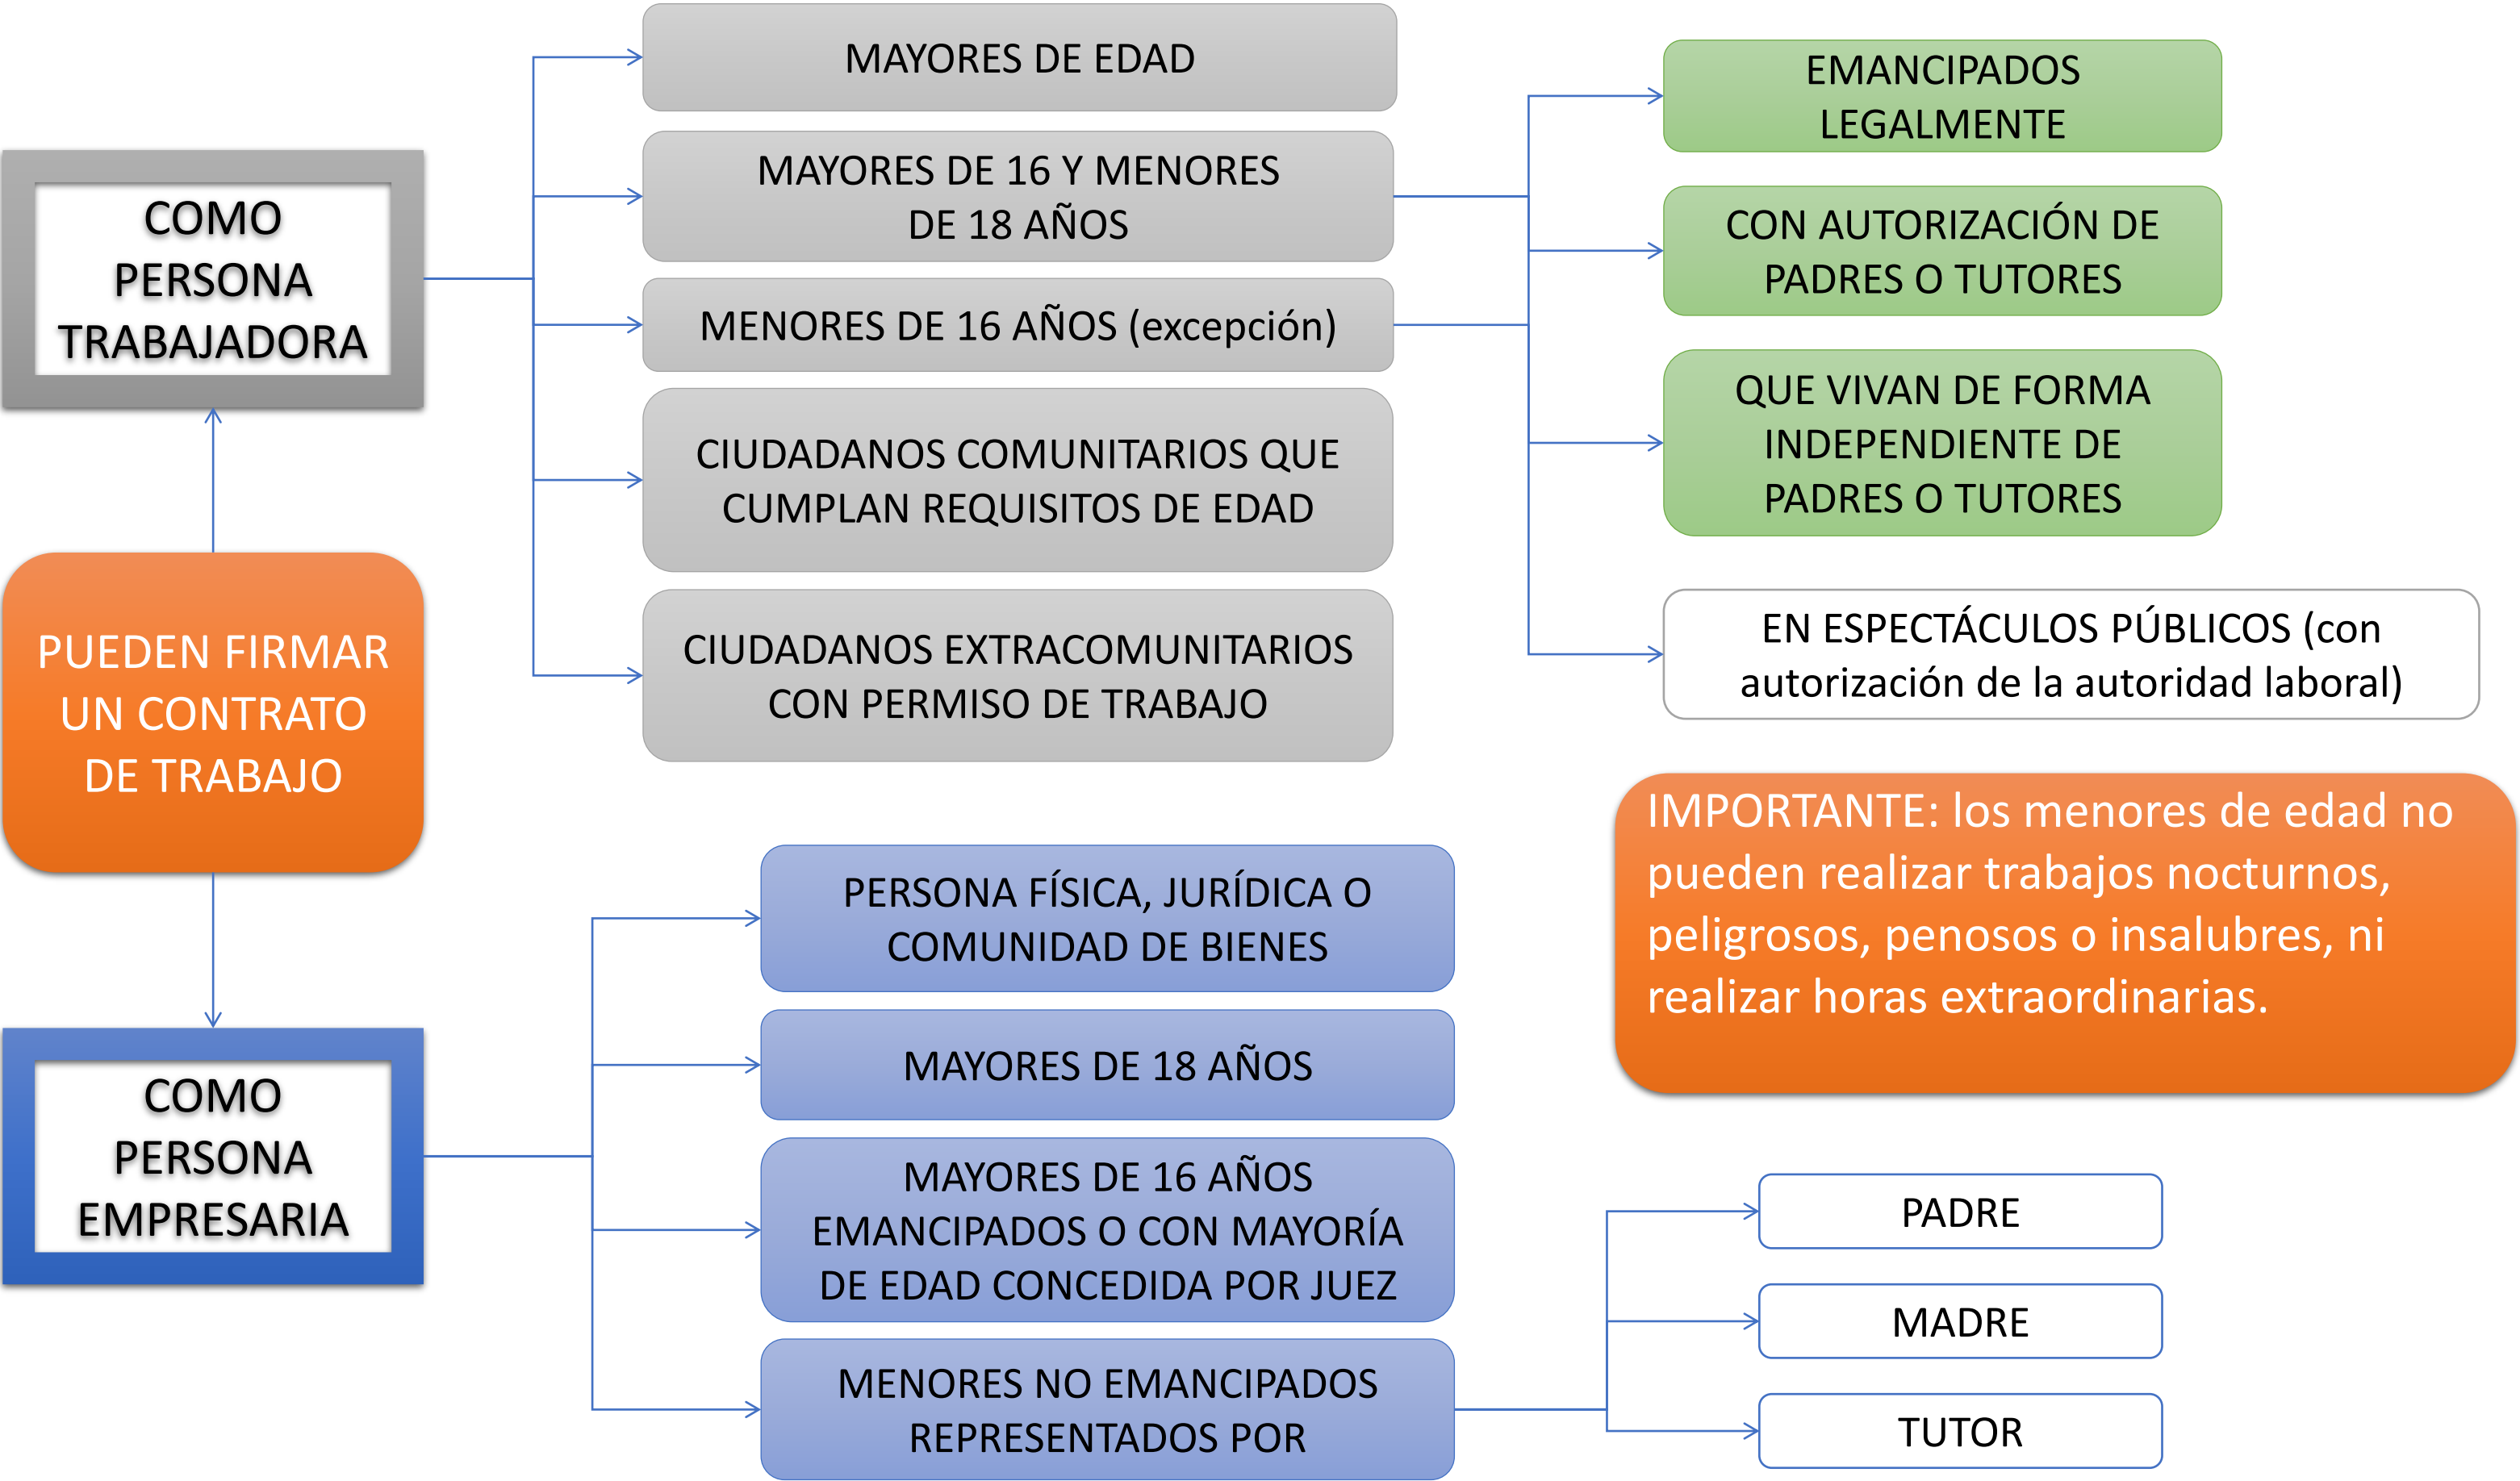 MAYORES DE EDAD
MAYORES DE 16 Y MENORES
DE 18 AÑOS
MENORES DE 16 AÑOS (excepción)
CIUDADANOS COMUNITARIOS QUE
CUMPLAN REQUISITOS DE EDAD
CIUDADANOS EXTRACOMUNITARIOS
CON PERMISO DE TRABAJO
EMANCIPADOS
LEGALMENTE
CON AUTORIZACIÓN DE
PADRES O TUTORES
QUE VIVAN DE FORMA
INDEPENDIENTE DE
PADRES O TUTORES
EN ESPECTÁCULOS PÚBLICOS (con
autorización de la autoridad laboral)
COMO
PERSONA
TRABAJADORA
PUEDEN FIRMAR
UN CONTRATO
DE TRABAJO
COMO
PERSONA
EMPRESARIA
PERSONA FÍSICA, JURÍDICA O
COMUNIDAD DE BIENES
MAYORES DE 18 AÑOS
MAYORES DE 16 AÑOS
EMANCIPADOS O CON MAYORÍA
DE EDAD CONCEDIDA POR JUEZ
MENORES NO EMANCIPADOS
REPRESENTADOS POR
IMPORTANTE: los menores de edad no
pueden realizar trabajos nocturnos,
peligrosos, penosos o insalubres, ni
realizar horas extraordinarias.
PADRE
MADRE
TUTOR